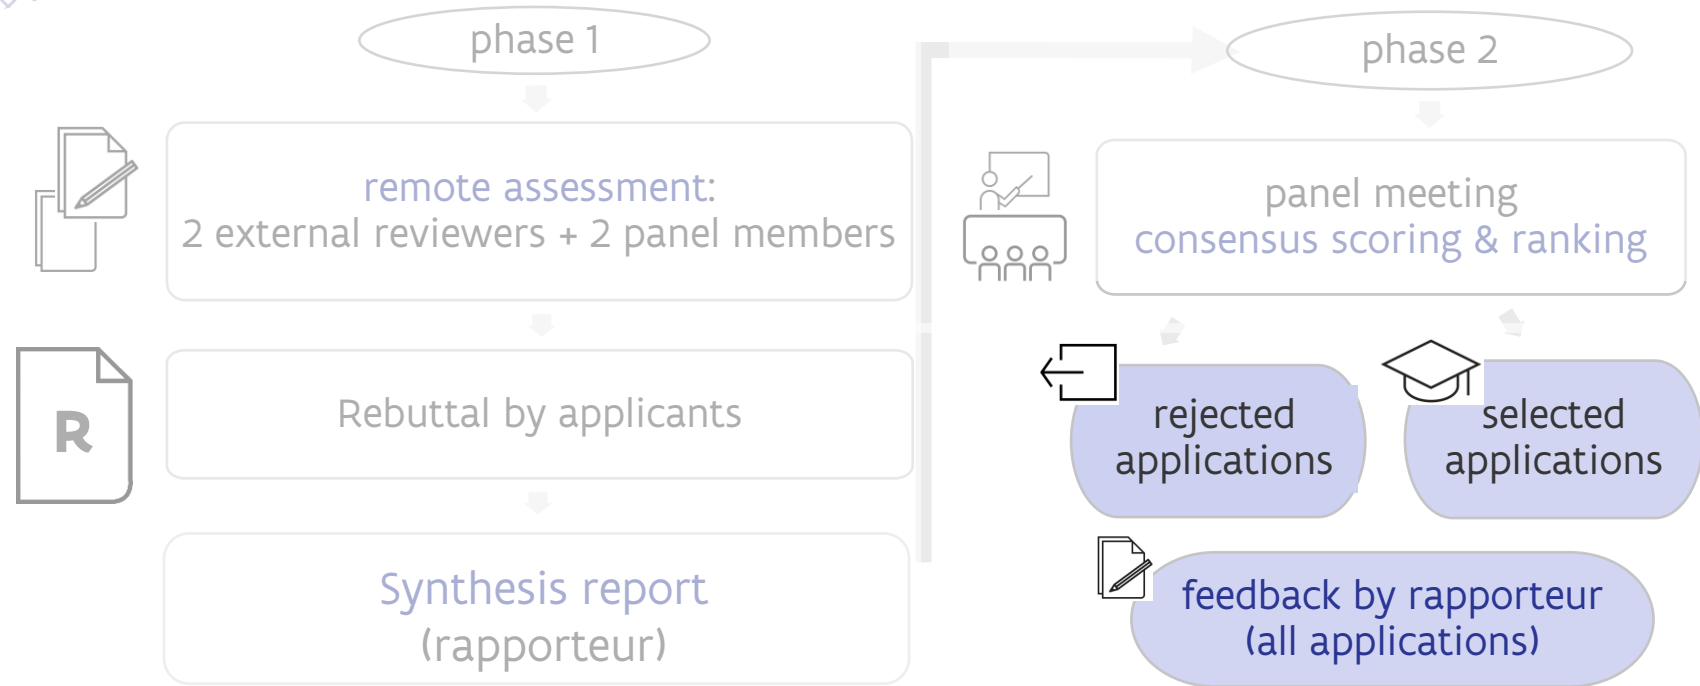 phase 1
remote assessment:
2 external reviewers + 2 panel members
R
Rebuttal by applicants
Synthesis report
(rapporteur)
phase 2
panel meeting
consensus scoring & ranking
rejected
applications
selected
applications
feedback by rapporteur
(all applications)